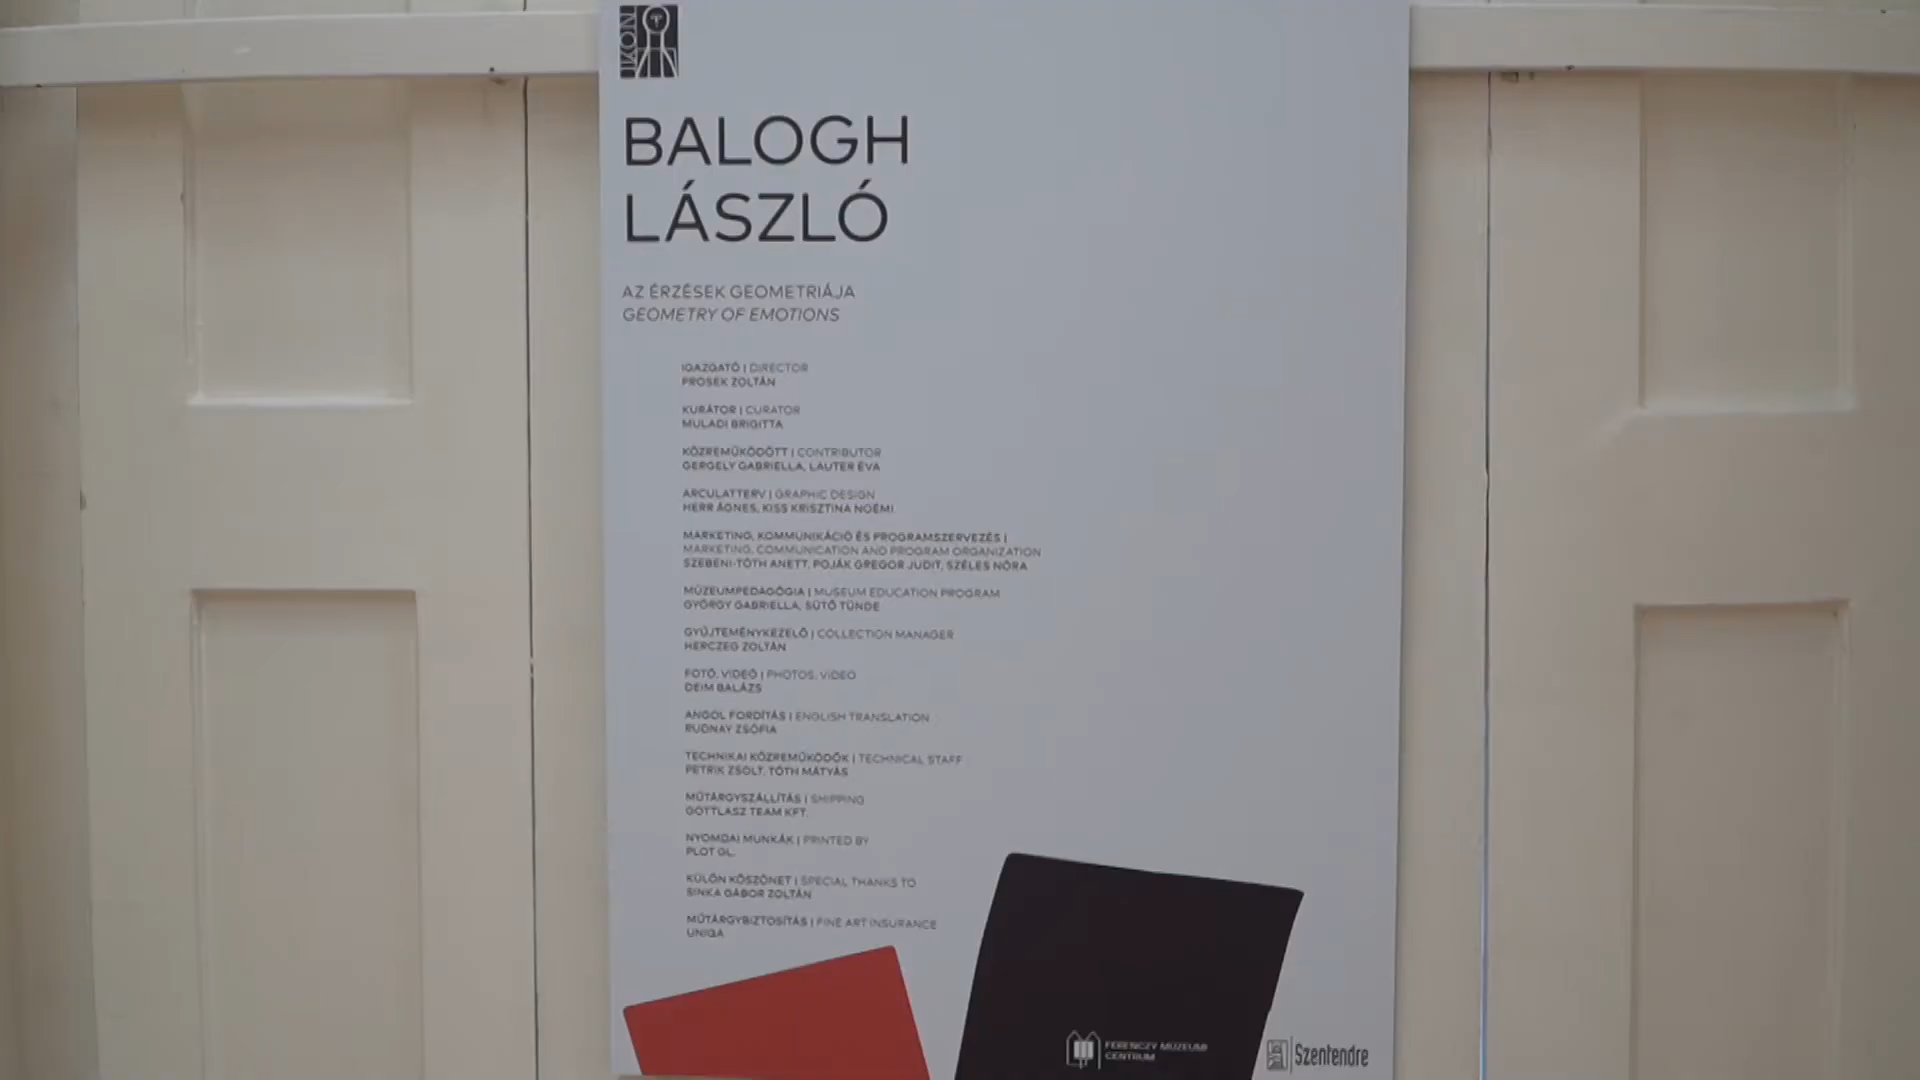 IKON
BALOGH
LÁSZLÓ
AZ ÉRZÉSEK GEOMETRIÁJA
GEOMETRY OF EMOTIONS
IGAZGATÓ | DIRECTOR
PROSEK ZOLTÁN
KURÁTOR | CURATOR
MULADI BRIGITTA
KÖZREMŰKÖDÖTT | CONTRIBUTOR
GERGELY GABRIELLA, LAUTER ÉVA
ARCULATTERV | GRAPHIC DESIGN
HERR ÁGNES, KISS KRISZTINA NOÉMI
MARKETING, KOMMUNIKÁCIÓ ÉS PROGRAMSZERVEZÉS |
MARKETING, COMMUNICATION AND PROGRAM ORGANIZATION
SZEBENI-TÓTH ANETT, POJÁK GREGOR JUDIT, SZÉLES NÓRA
MÚZEUMPEDAGÓGIA | MUSEUM EDUCATION PROGRAM
GYÖRGY GABRIELLA, SÜTŐ TÜNDE
GYŰJTEMÉNYKEZELŐ | COLLECTION MANAGER
HERCZEG ZOLTÁN
FOTÓ, VIDEÓ | PHOTOS, VIDEO
DEIM BALÁZS
ANGOL FORDÍTÁS | ENGLISH TRANSLATION
RUDNAY ZSÓFIA
TECHNIKAI KÖZREMŰKÖDŐK | TECHNICAL STAFF
PETRIK ZSOLT, TÓTH MÁTYÁS
MŰTÁRGYSZÁLLÍTÁS | SHIPPING
GOTTLASZ TEAM KFT.
NYOMDAI MUNKÁK | PRINTED BY
PLOT GL.
KÜLÖN KÖSZÖNET | SPECIAL THANKS TO
SINKA GÁBOR ZOLTÁN
MŰTÁRGYBIZTOSÍTÁS | FINE ART INSURANCE
UNIQA
FERENCZY MÚZEUMI
CENTRUM
Szentendre